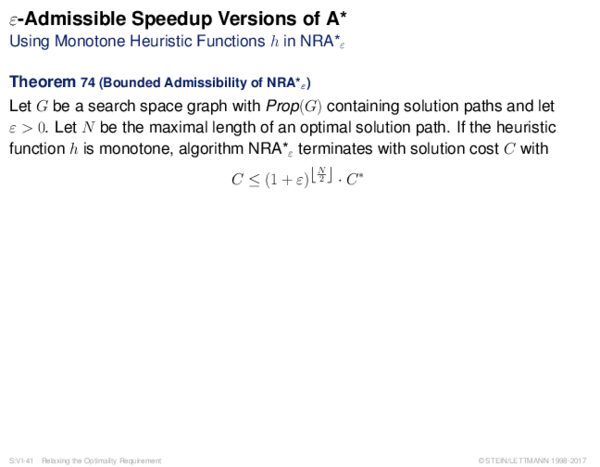 ε-Admissible Speedup Versions of A*
Using Monotone Heuristic Functions h in NRA*ε
Theorem 74 (Bounded Admissibility of NRA*ε)
Let G be a search space graph with Prop(G) containing solution paths and let
ε > 0. Let N be the maximal length of an optimal solution path. If the heuristic
function h is monotone, algorithm NRA*ε terminates with solution cost C with
C ≤ (1 + ε)^⌊N/2⌋ · C*
S:VI-41 Relaxing the Optimality Requirement ©STEIN/LETTMANN 1998-2017